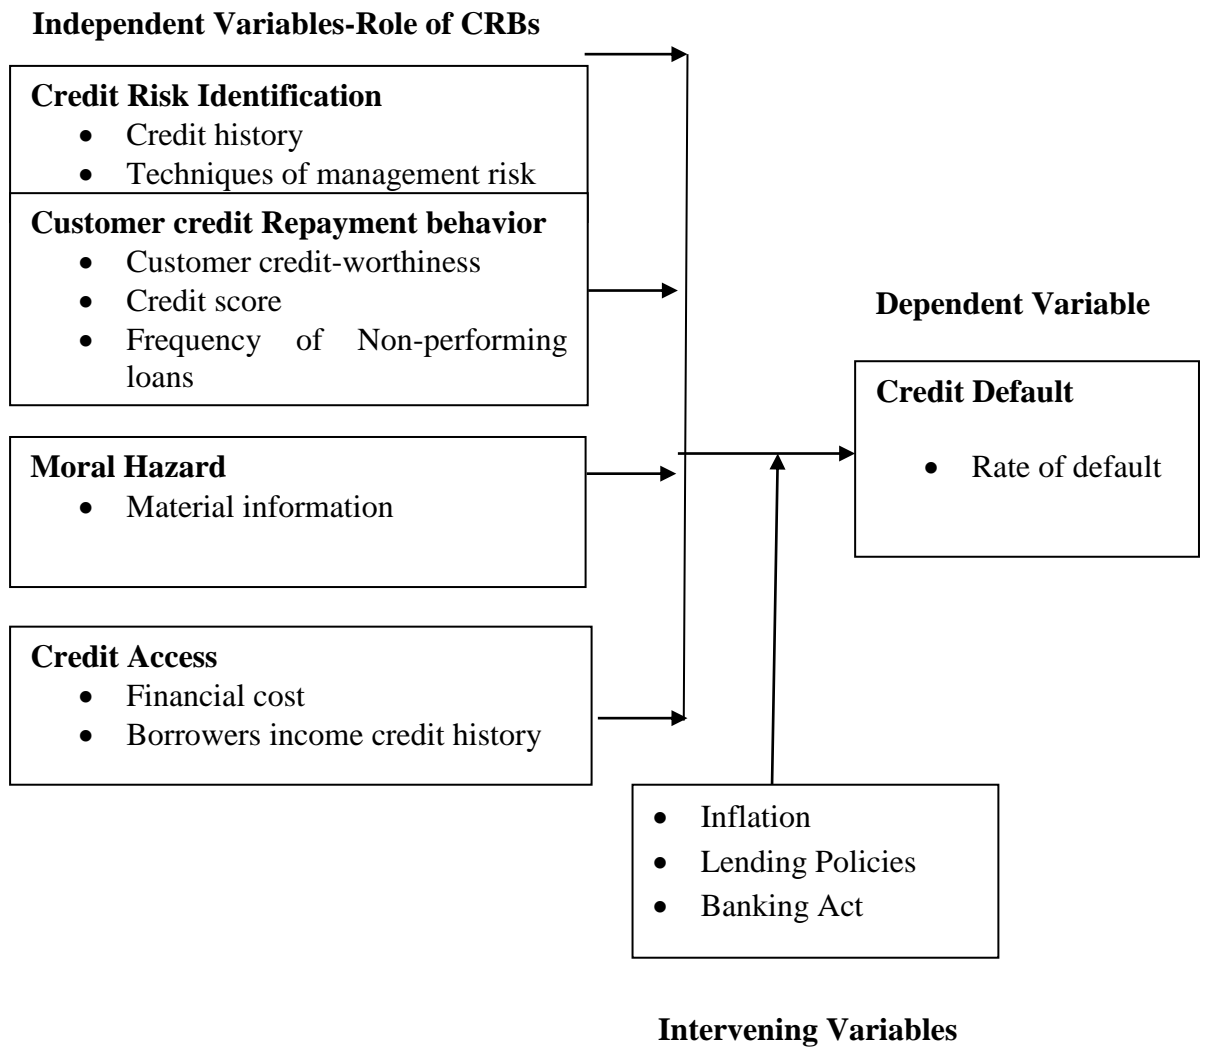 Independent Variables-Role of CRBs
Credit Risk Identification
• Credit history
• Techniques of management risk
Customer credit Repayment behavior
• Customer credit-worthiness
• Credit score
• Frequency of Non-performing
loans
Moral Hazard
• Material information
Credit Access
• Financial cost
• Borrowers income credit history
Dependent Variable
Credit Default
• Rate of default
• Inflation
• Lending Policies
• Banking Act
Intervening Variables